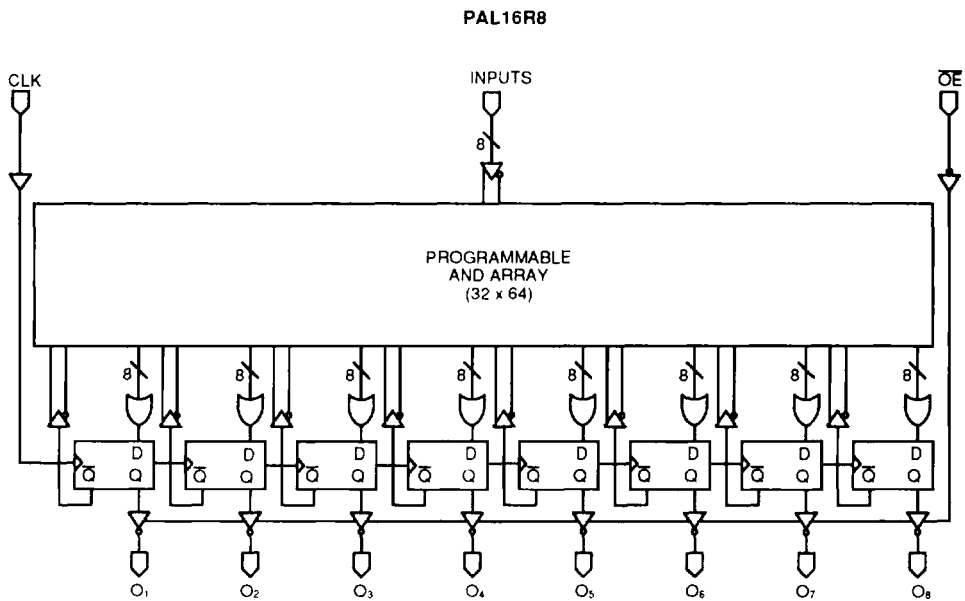 PAL16R8
CLK
INPUTS
O̅E̅
8
PROGRAMMABLE
AND ARRAY
(32 x 64)
8 8 8 8 8 8 8 8
D D D D D D D D
Q̅ Q Q̅ Q Q̅ Q Q̅ Q Q̅ Q Q̅ Q Q̅ Q Q̅ Q
O₁ O₂ O₃ O₄ O₅ O₆ O₇ O₈